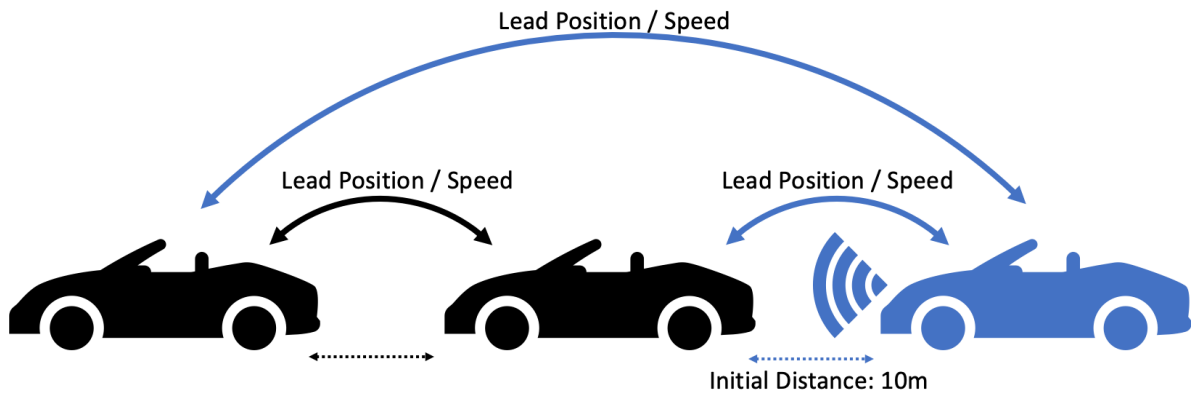 Lead Position / Speed
Lead Position / Speed
Lead Position / Speed
Initial Distance: 10m